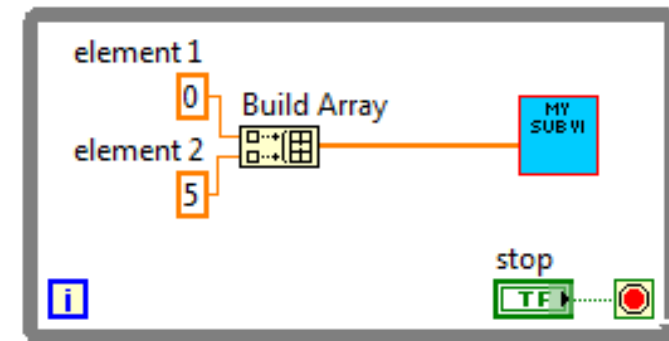 element 1
0
Build Array
element 2
5
MY
SUB VI
stop
TF
i